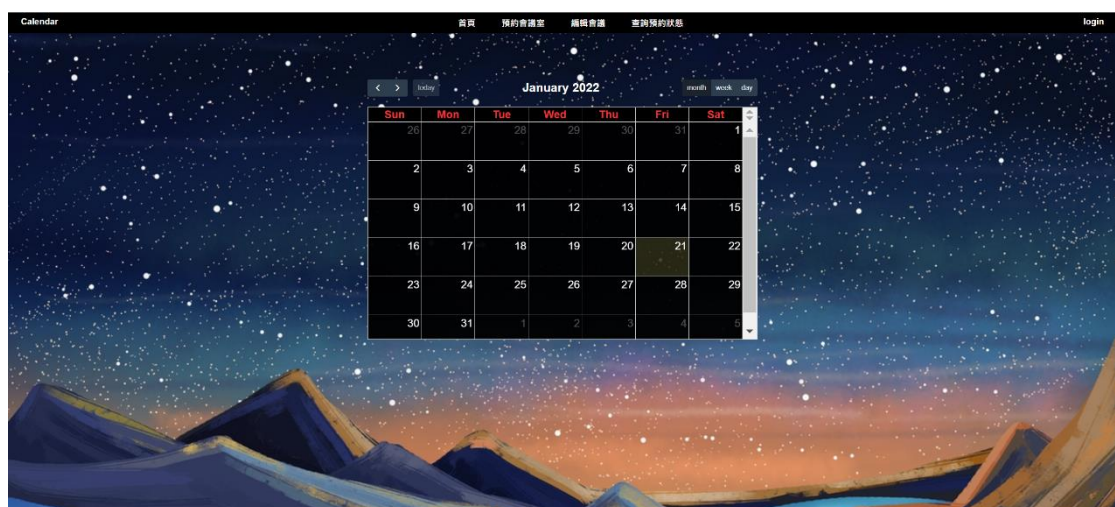 Calendar 首頁 預約會議室 編輯會議 查詢預約狀態 login
today January 2022 month week day
Sun Mon Tue Wed Thu Fri Sat
26 27 28 29 30 31 1
2 3 4 5 6 7 8
9 10 11 12 13 14 15
16 17 18 19 20 21 22
23 24 25 26 27 28 29
30 31 1 2 3 4 5